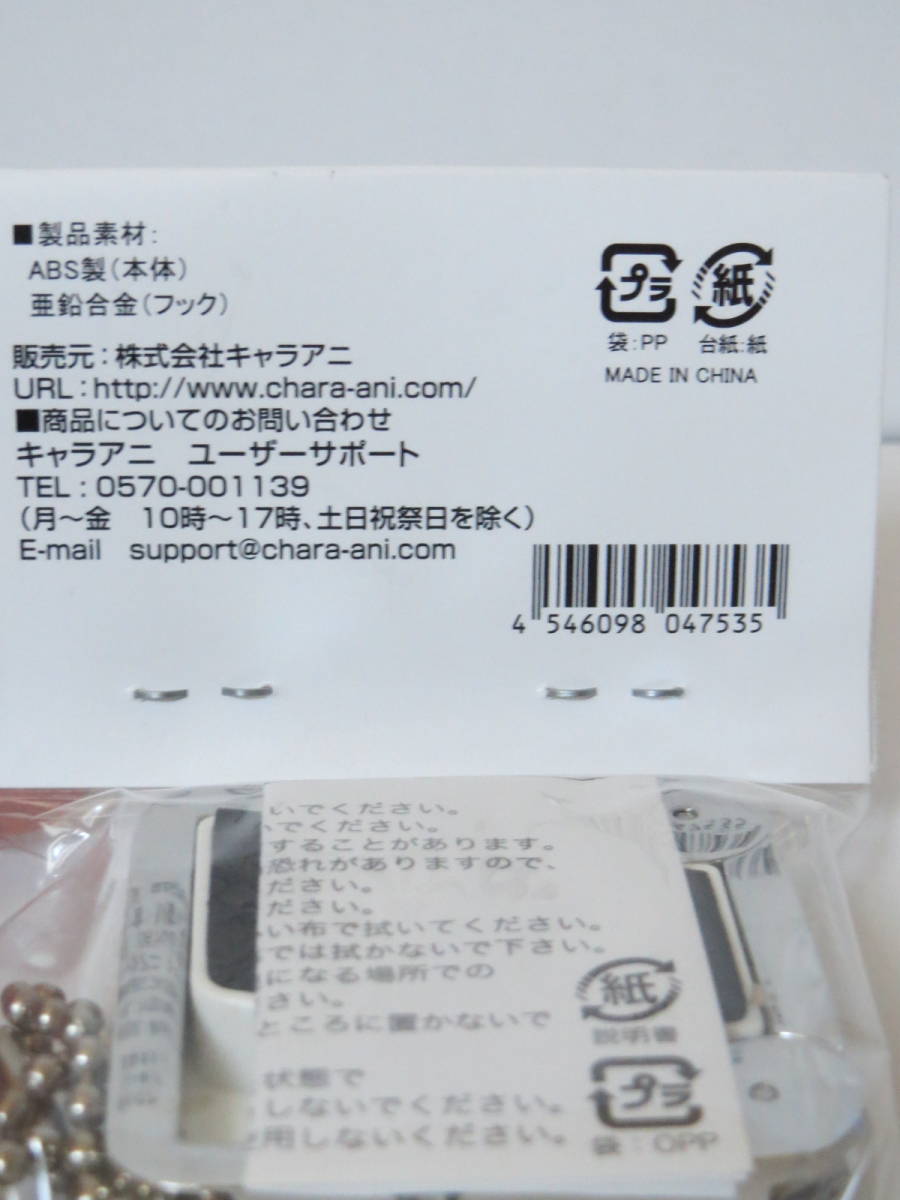 ■製品素材:
ABS製(本体)
亜鉛合金(フック)
販売元:株式会社キャラアニ
URL:http://www.chara-ani.com/
■商品についてのお問い合わせ
キャラアニ　ユーザーサポート
TEL:0570-001139
(月～金　10時～17時、土日祝祭日を除く)
E-mail　support@chara-ani.com
プラ 紙
袋:PP 台紙:紙
MADE IN CHINA
4 546098 047535
いでください。
いでください。
することがあります。
恐れがありますので、
ださい。
ださい。
い布で拭いてください。
では拭かないで下さい。
になる場所での
さい。
ところに置かないで
紙
説明書
状態で
しないでください。
用しないください。
プラ
袋:OPP